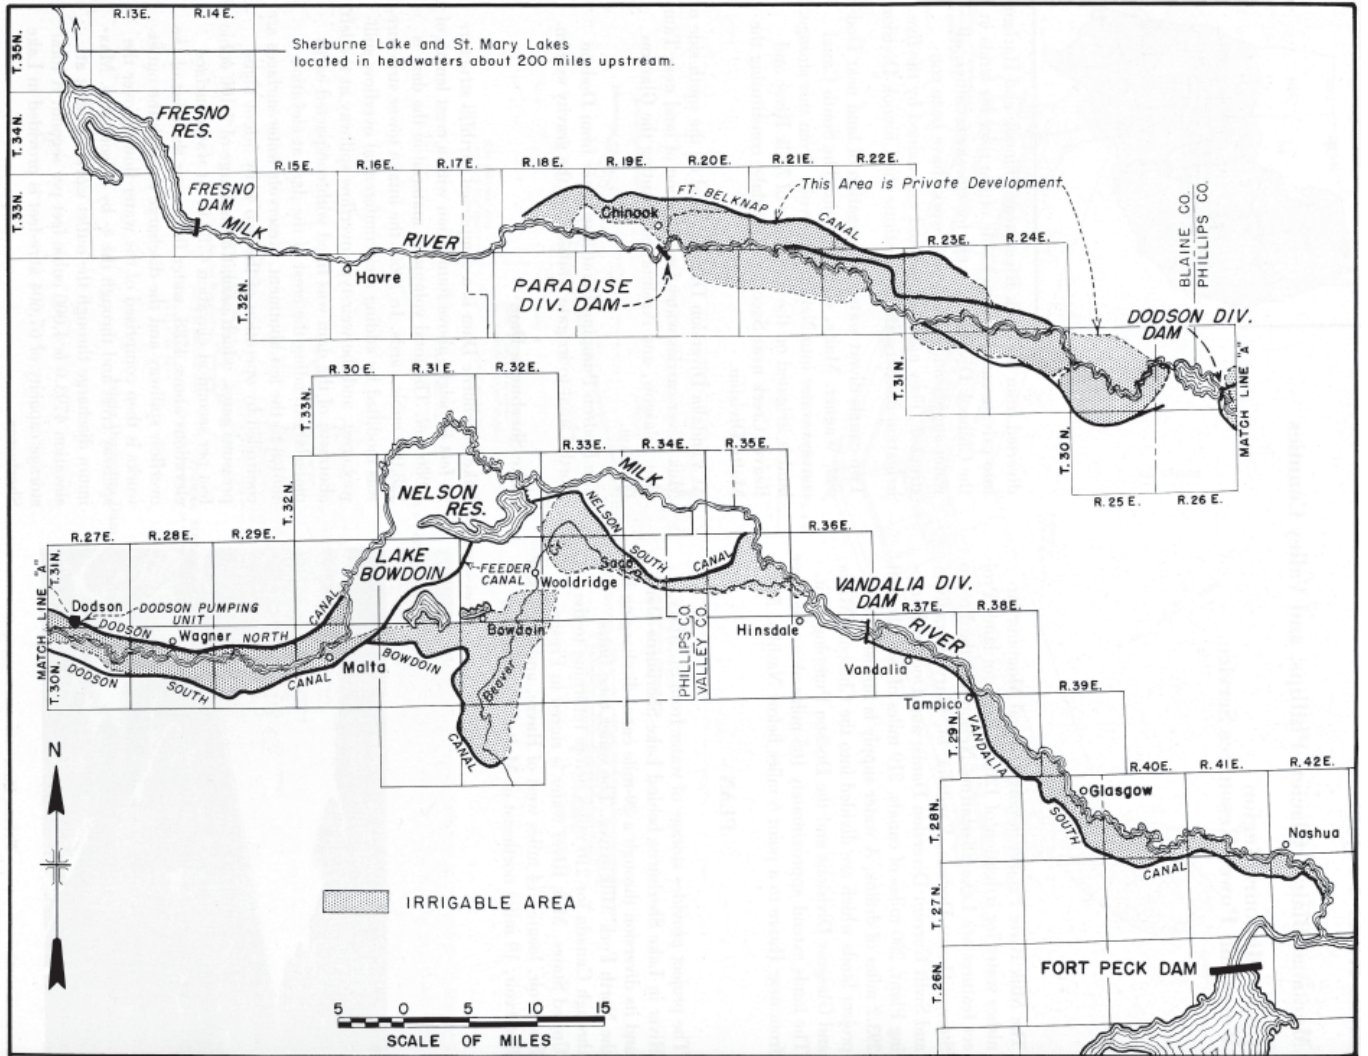 R.13E.
R.14E.
T.35N.
T.34N.
T.33N.
Sherburne Lake and St. Mary Lakes
located in headwaters about 200 miles upstream.
FRESNO
RES.
FRESNO
DAM
MILK
RIVER
R.15E.
R.16E.
R.17E.
R.18E.
R.19E.
R.20E.
R.21E.
R.22E.
Havre
T.32N.
Chinook
FT. BELKNAP
CANAL
This Area is Private Development
PARADISE
DIV. DAM
R.23E.
R.24E.
BLAINE CO.
PHILLIPS CO.
DODSON DIV.
DAM
MATCH LINE "A"
T.31N.
T.30N.
R.25E.
R.26E.
R.30E.
R.31E.
R.32E.
T.33N.
T.32N.
R.33E.
R.34E.
R.35E.
MILK
NELSON
RES.
NELSON
SOUTH
CANAL
Saco
R.36E.
R.27E.
R.28E.
R.29E.
MATCH LINE "A"
T.31N.
T.30N.
LAKE
BOWDOIN
FEEDER
CANAL
Wooldridge
Dodson
DODSON PUMPING
UNIT
DODSON
NORTH
CANAL
Wagner
Malta
DODSON
SOUTH
CANAL
Bowdoin
BOWDOIN
CANAL
Beaver
PHILLIPS CO.
VALLEY CO.
Hinsdale
VANDALIA DIV.
DAM
R.37E.
R.38E.
RIVER
Vandalia
Tampico
R.39E.
T.29N.
VANDALIA
SOUTH
CANAL
R.40E.
R.41E.
R.42E.
Glasgow
Nashua
T.28N.
T.27N.
T.26N.
FORT PECK DAM
N
IRRIGABLE AREA
5 0 5 10 15
SCALE OF MILES